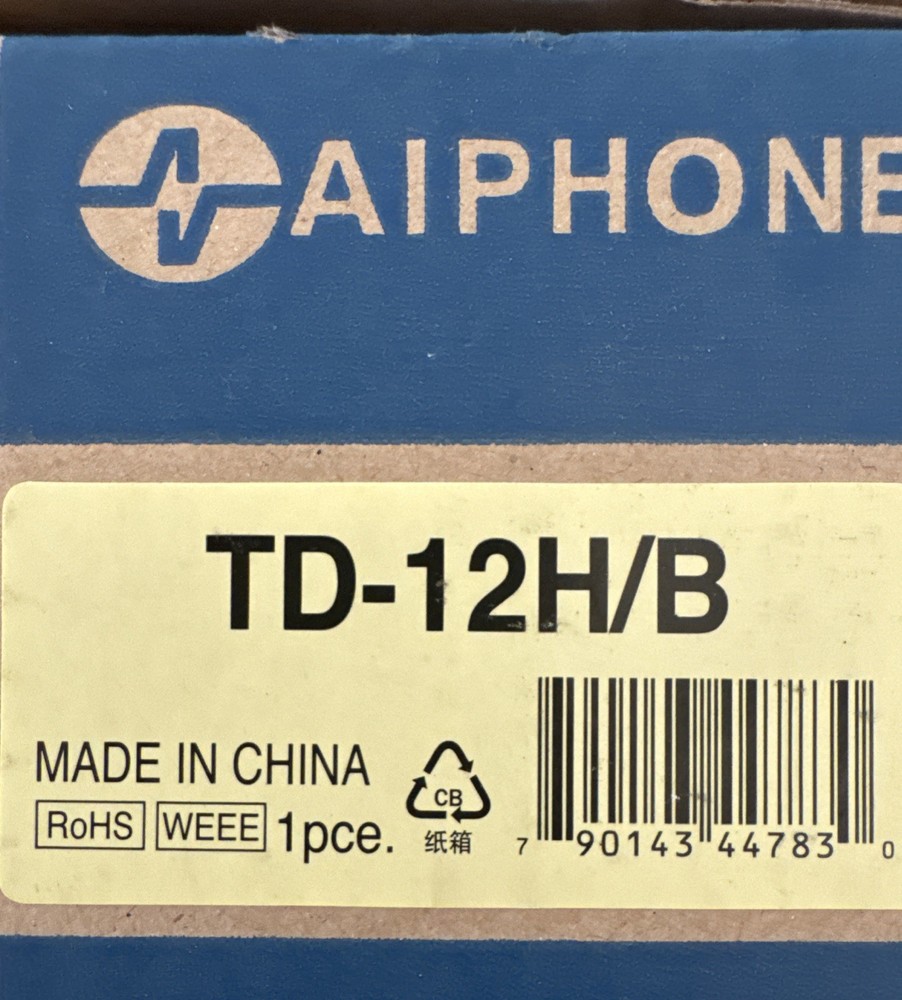 AIPHONE
TD-12H/B
MADE IN CHINA
RoHS WEEE 1pce.
CB
纸箱
7 90143 44783 0